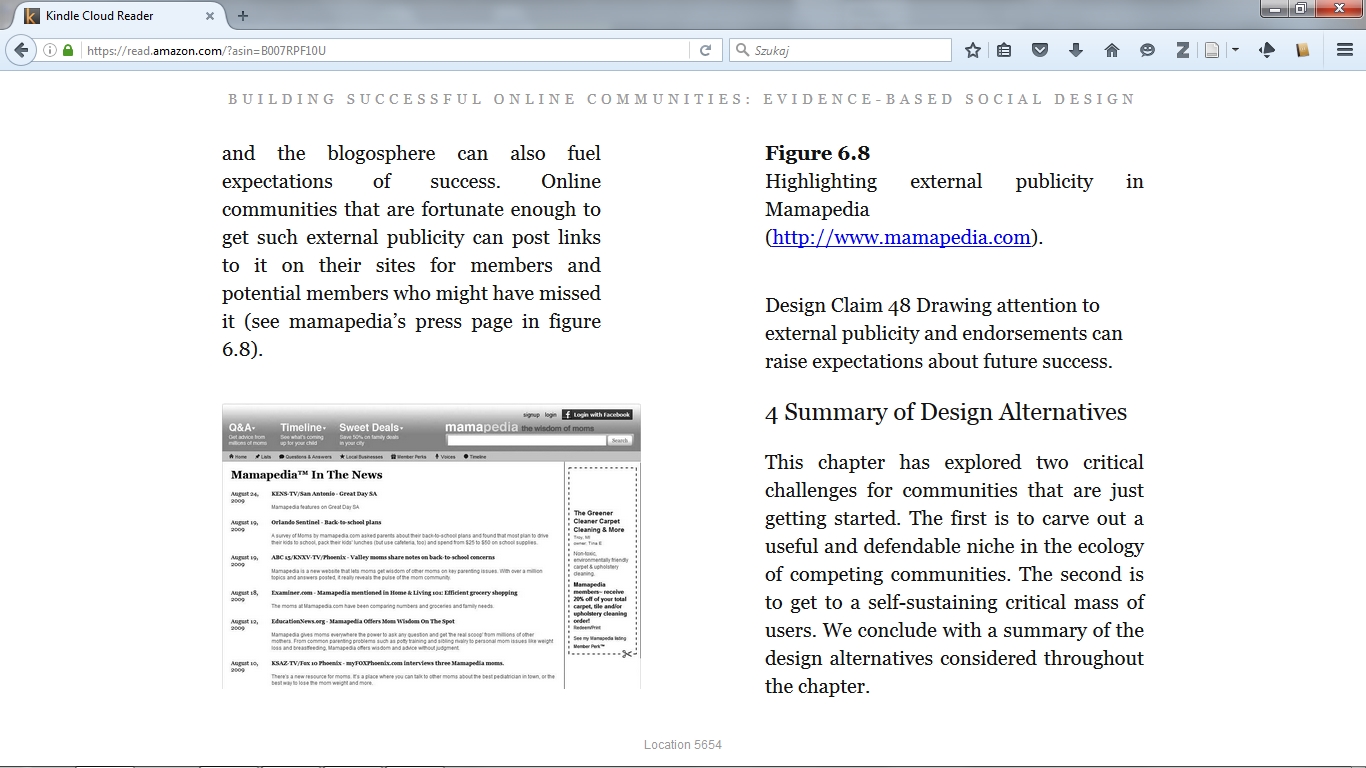 Kindle Cloud Reader
https://read.amazon.com/?asin=B007RPF10U
Szukaj
BUILDING SUCCESSFUL ONLINE COMMUNITIES: EVIDENCE-BASED SOCIAL DESIGN
and the blogosphere can also fuel
expectations of success. Online
communities that are fortunate enough to
get such external publicity can post links
to it on their sites for members and
potential members who might have missed
it (see mamapedia's press page in figure
6.8).
signup login Login with Facebook
Q&A Timeline Sweet Deals mamapedia the wisdom of moms
Get advice from See what's coming Save 50% on family deals
millions of moms up for your child in your city
Search
Home Lists Questions & Answers Local Businesses Member Perks Voices Timeline
Mamapedia™ In The News
August 24, KENS-TV/San Antonio - Great Day SA
2009
Mamapedia features on Great Day SA
August 19, Orlando Sentinel - Back-to-school plans
2009
A survey of Moms by mamapedia.com asked parents about their back-to-school plans and found that most plan to drive
their kids to school, pack their kids' lunches (but use cafeteria, too) and spend from $25 to $50 on school supplies.
August 19, ABC 15/KNXV-TV/Phoenix - Valley moms share notes on back-to-school concerns
2009
Mamapedia is a new website that lets moms get wisdom of other moms on key parenting issues. With over a million
topics and answers posted, it really reveals the pulse of the mom community.
August 18, Examiner.com - Mamapedia mentioned in Home & Living 101: Efficient grocery shopping
2009
The moms at Mamapedia.com have been comparing numbers and groceries and family needs.
August 12, EducationNews.org - Mamapedia Offers Mom Wisdom On The Spot
2009
Mamapedia gives moms everywhere the power to ask any question and get 'the real scoop' from millions of other
mothers. From common parenting problems such as potty training and sibling rivalry to personal mom issues like weight
loss and breastfeeding, Mamapedia offers wisdom and advice without judgment.
August 10, KSAZ-TV/Fox 10 Phoenix - myFOXPhoenix.com interviews three Mamapedia moms.
2009
There's a new resource for moms. It's a place where you can talk to other moms about the best pediatrician in town, or the
best way to lose the mom weight and more.
The Greener
Cleaner Carpet
Cleaning & More
Troy, MI
owner, Tina E
Non-toxic,
environmentally friendly
carpet & upholstery
cleaning.
Mamapedia
members-- receive
20% off of your total
carpet, tile and/or
upholstery cleaning
order!
Redeem/Print
See my Mamapedia listing
Member Perk™
Figure 6.8
Highlighting external publicity in
Mamapedia
(http://www.mamapedia.com).
Design Claim 48 Drawing attention to
external publicity and endorsements can
raise expectations about future success.
4 Summary of Design Alternatives
This chapter has explored two critical
challenges for communities that are just
getting started. The first is to carve out a
useful and defendable niche in the ecology
of competing communities. The second is
to get to a self-sustaining critical mass of
users. We conclude with a summary of the
design alternatives considered throughout
the chapter.
Location 5654